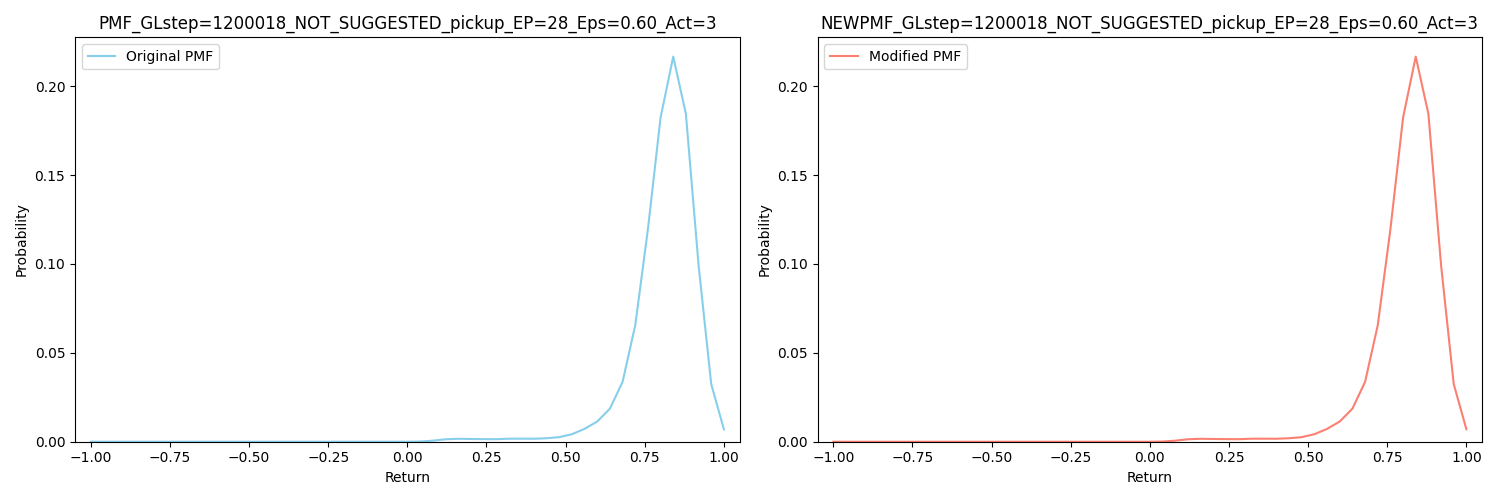 PMF_GLstep=1200018_NOT_SUGGESTED_pickup_EP=28_Eps=0.60_Act=3
Original PMF
Probability
0.20
0.15
0.10
0.05
0.00
−1.00 −0.75 −0.50 −0.25 0.00 0.25 0.50 0.75 1.00
Return
NEWPMF_GLstep=1200018_NOT_SUGGESTED_pickup_EP=28_Eps=0.60_Act=3
Modified PMF
Probability
0.20
0.15
0.10
0.05
0.00
−1.00 −0.75 −0.50 −0.25 0.00 0.25 0.50 0.75 1.00
Return